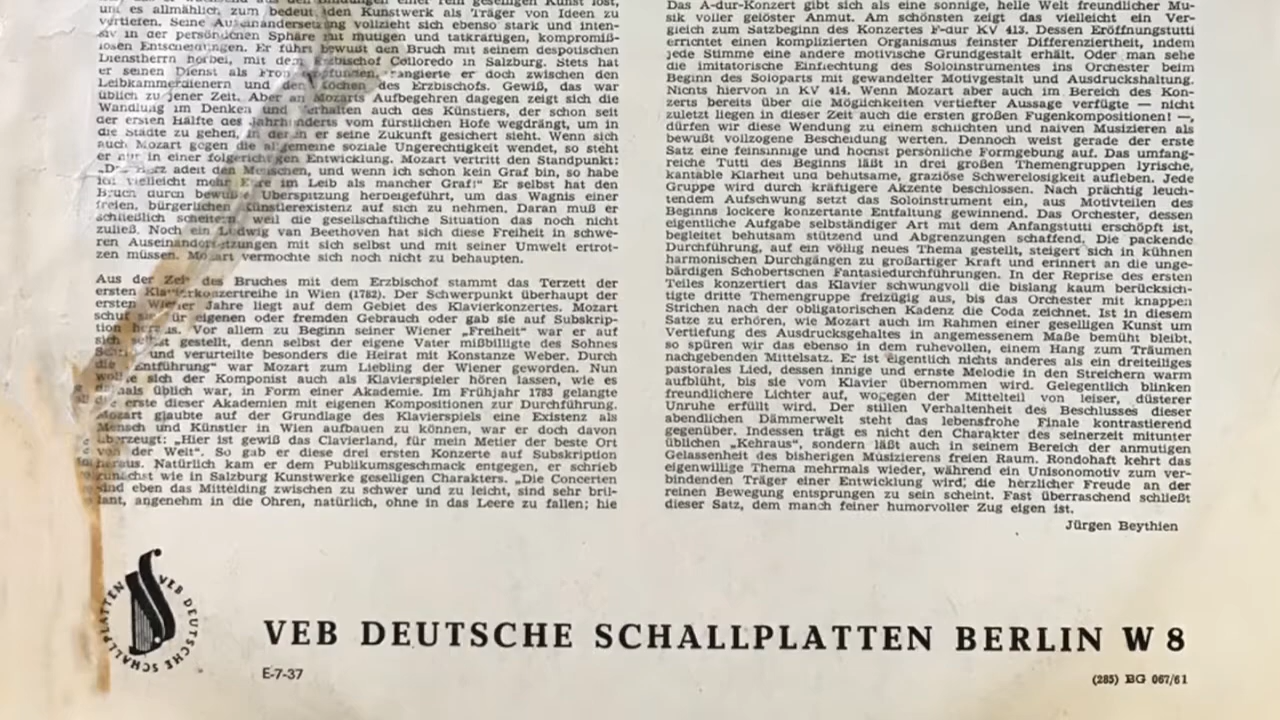 und es allmählich zum bedeutenden Kunstwerk als Träger von Ideen zu
vertiefen. Seine Auseinandersetzung vollzieht sich ebenso stark und inten-
siv in der persönlichen Sphäre mit mutigen und tatkräftigen, kompromiß-
losen Entscheidungen. Er führt bewußt den Bruch mit seinem despotischen
Dienstherrn herbei, mit dem Erzbischof Colloredo in Salzburg. Stets hat
er seinen Dienst als Fron empfunden, rangierte er doch zwischen den
Leibkammerdienern und den Köchen des Erzbischofs. Gewiß, das war
üblich zu jener Zeit. Aber an Mozarts Aufbegehren dagegen zeigt sich die
Wandlung im Denken und Verhalten auch des Künstlers, der schon seit
der ersten Hälfte des Jahrhunderts vom fürstlichen Hofe wegdrängt, um in
die Städte zu gehen, in denen er seine Zukunft gesichert sieht. Wenn sich
auch Mozart gegen die allgemeine soziale Ungerechtigkeit wendet, so steht
er nur in einer folgerichtigen Entwicklung. Mozart vertritt den Standpunkt:
„Das Herz adelt den Menschen, und wenn ich schon kein Graf bin, so habe
ich vielleicht mehr Ehre im Leib als mancher Graf!“ Er selbst hat den
Bruch durch bewußte Überspitzung herbeigeführt, um das Wagnis einer
freien, bürgerlichen Künstlerexistenz auf sich zu nehmen. Daran muß er
schließlich scheitern, weil die gesellschaftliche Situation das noch nicht
zuließ. Noch ein Ludwig van Beethoven hat sich diese Freiheit in schwe-
ren Auseinandersetzungen mit sich selbst und mit seiner Umwelt ertrot-
zen müssen. Mozart vermochte sich noch nicht zu behaupten.
Aus der Zeit des Bruches mit dem Erzbischof stammt das Terzett der
ersten Klavierkonzertreihe in Wien (1782). Der Schwerpunkt überhaupt der
ersten Wiener Jahre liegt auf dem Gebiet des Klavierkonzertes. Mozart
schuf sie für eigenen oder fremden Gebrauch oder gab sie auf Subskrip-
tion heraus. Vor allem zu Beginn seiner Wiener „Freiheit“ war er auf
sich selbst gestellt, denn selbst der eigene Vater mißbilligte des Sohnes
und verurteilte besonders die Heirat mit Konstanze Weber. Durch
die „Entführung“ war Mozart zum Liebling der Wiener geworden. Nun
wollte sich der Komponist auch als Klavierspieler hören lassen, wie es
damals üblich war, in Form einer Akademie. Im Frühjahr 1783 gelangte
die erste dieser Akademien mit eigenen Kompositionen zur Durchführung.
Mozart glaubte auf der Grundlage des Klavierspiels eine Existenz als
Mensch und Künstler in Wien aufbauen zu können, war er doch davon
überzeugt: „Hier ist gewiß das Clavierland, für mein Metier der beste Ort
von der Welt“. So gab er diese drei ersten Konzerte auf Subskription
heraus. Natürlich kam er dem Publikumsgeschmack entgegen, er schrieb
zunächst wie in Salzburg Kunstwerke geselligen Charakters. „Die Concerten
sind eben das Mittelding zwischen zu schwer und zu leicht, sind sehr bril-
lant, angenehm in die Ohren, natürlich, ohne in das Leere zu fallen; hie
Das A-dur-Konzert gibt sich als eine sonnige, helle Welt freundlicher Mu-
sik voller gelöster Anmut. Am schönsten zeigt das vielleicht ein Ver-
gleich zum Satzbeginn des Konzertes F-dur KV 413. Dessen Eröffnungstutti
errichtet einen komplizierten Organismus feinster Differenziertheit, indem
jede Stimme eine andere motivische Grundgestalt erhält. Oder man sehe
die imitatorische Einflechtung des Soloinstrumentes ins Orchester beim
Beginn des Soloparts mit gewandelter Motivgestalt und Ausdruckshaltung.
Nichts hiervon in KV 414. Wenn Mozart aber auch im Bereich des Kon-
zerts bereits über die Möglichkeiten vertiefter Aussage verfügte — nicht
zuletzt liegen in dieser Zeit auch die ersten großen Fugenkompositionen! —,
dürfen wir diese Wendung zu einem schlichten und naiven Musizieren als
bewußt vollzogene Bescheidung werten. Dennoch weist gerade der erste
Satz eine feinsinnige und höchst persönliche Formgebung auf. Das umfang-
reiche Tutti des Beginns läßt in drei großen Themengruppen lyrische,
kantable Klarheit und behutsame, graziöse Schwerelosigkeit aufleben. Jede
Gruppe wird durch kräftigere Akzente beschlossen. Nach prächtig leuch-
tendem Aufschwung setzt das Soloinstrument ein, aus Motivteilen des
Beginns lockere konzertante Entfaltung gewinnend. Das Orchester, dessen
eigentliche Aufgabe selbständiger Art mit dem Anfangstutti erschöpft ist,
begleitet behutsam stützend und Abgrenzungen schaffend. Die packende
Durchführung, auf ein völlig neues Thema gestellt, steigert sich in kühnen
harmonischen Durchgängen zu großartiger Kraft und erinnert an die unge-
bärdigen Schobertschen Fantasiedurchführungen. In der Reprise des ersten
Teiles konzertiert das Klavier schwungvoll die bislang kaum berücksich-
tigte dritte Themengruppe freizügig aus, bis das Orchester mit knappen
Strichen nach der obligatorischen Kadenz die Coda zeichnet. Ist in diesem
Satze zu erhören, wie Mozart auch im Rahmen einer geselligen Kunst um
Vertiefung des Ausdrucksgehaltes in angemessenem Maße bemüht bleibt,
so spüren wir das ebenso in dem ruhevollen, einem Hang zum Träumen
nachgebenden Mittelsatz. Er ist eigentlich nichts anderes als ein dreiteiliges
pastorales Lied, dessen innige und ernste Melodie in den Streichern warm
aufblüht, bis sie vom Klavier übernommen wird. Gelegentlich blinken
freundlichere Lichter auf, wogegen der Mittelteil von leiser, düsterer
Unruhe erfüllt wird. Der stillen Verhaltenheit des Beschlusses dieser
abendlichen Dämmerwelt steht das lebensfrohe Finale kontrastierend
gegenüber. Indessen trägt es nicht den Charakter des seinerzeit mitunter
üblichen „Kehraus“, sondern läßt auch in seinem Bereich der anmutigen
Gelassenheit des bisherigen Musizierens freien Raum. Rondohaft kehrt das
eigenwillige Thema mehrmals wieder, während ein Unisonomotiv zum ver-
bindenden Träger einer Entwicklung wird, die herzlicher Freude an der
reinen Bewegung entsprungen zu sein scheint. Fast überraschend schließt
dieser Satz, dem manch feiner humorvoller Zug eigen ist.
Jürgen Beythien
VEB DEUTSCHE SCHALLPLATTEN
VEB DEUTSCHE SCHALLPLATTEN BERLIN W 8
E-7-37
(285) BG 067/61